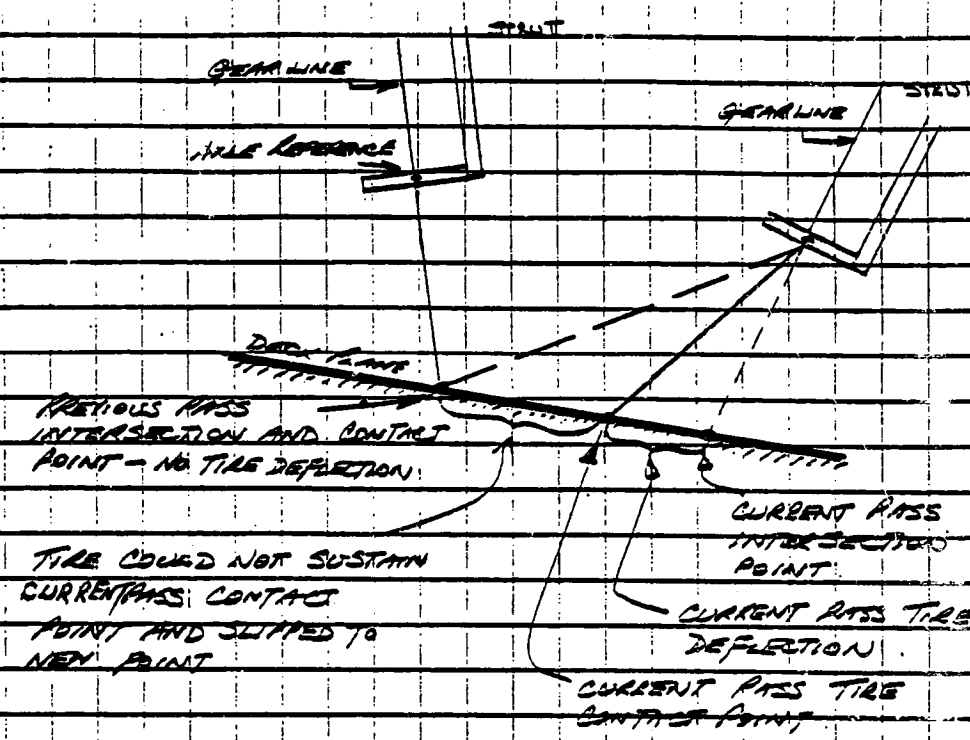 STRUT
GEAR LINE
STRUT
GEARLINE
AXLE REFERENCE
DECK PLANE
PREVIOUS PASS
INTERSECTION AND CONTACT
POINT - NO TIRE DEFLECTION.
CURRENT PASS
INTERSECTION
POINT
TIRE COULD NOT SUSTAIN
CURRENT PASS CONTACT
POINT AND SLIPPED TO
NEW POINT
CURRENT PASS TIRE
DEFLECTION
CURRENT PASS TIRE
CONTACT POINT